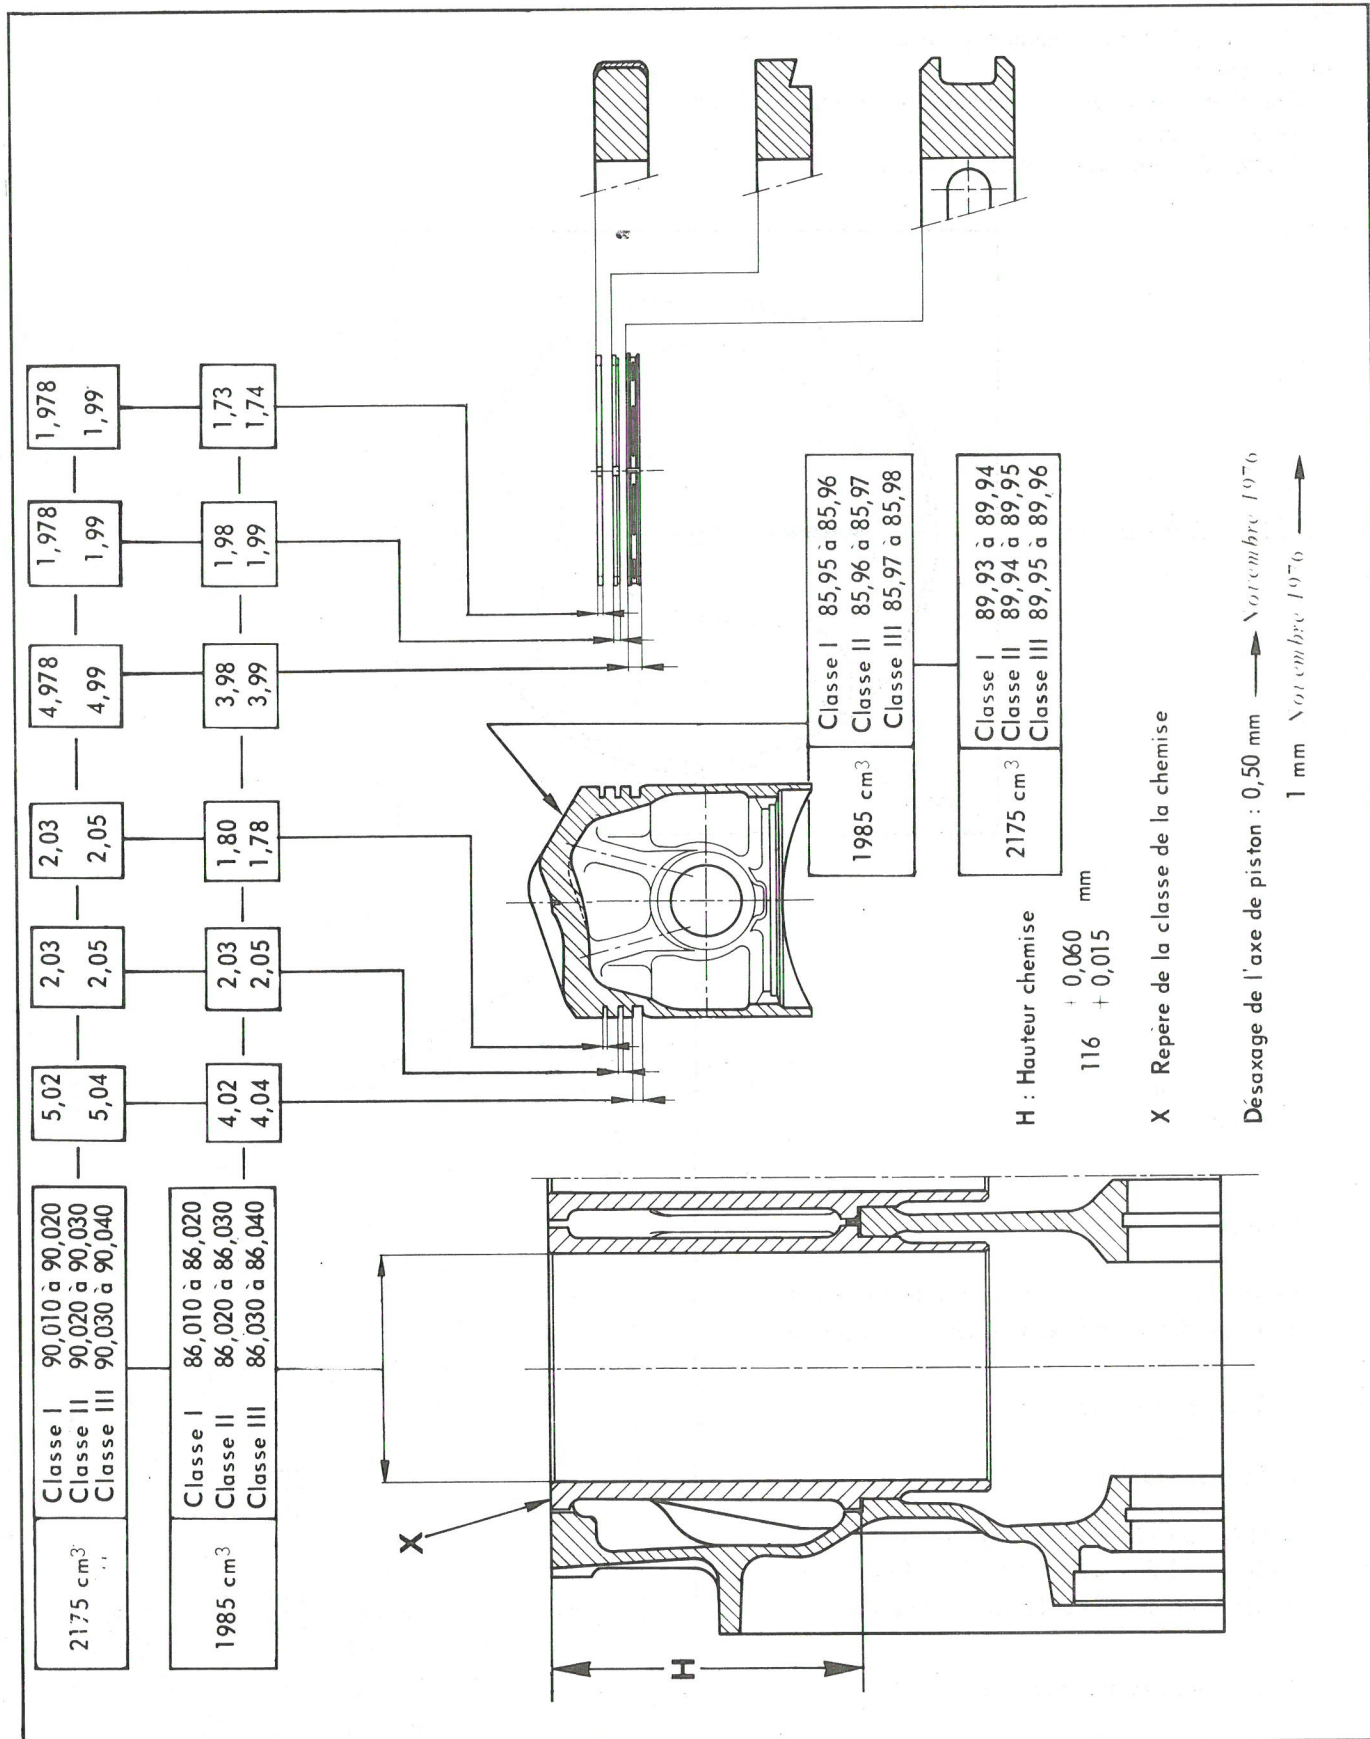 2175 cm³
Classe I 90,010 à 90,020
Classe II 90,020 à 90,030
Classe III 90,030 à 90,040
5,02
5,04
2,03
2,05
2,03
2,05
4,978
4,99
1,978
1,99
1,978
1,99
1985 cm³
Classe I 86,010 à 86,020
Classe II 86,020 à 86,030
Classe III 86,030 à 86,040
4,02
4,04
2,03
2,05
1,80
1,78
3,98
3,99
1,98
1,99
1,73
1,74
X
H
a
1985 cm³
Classe I 85,95 à 85,96
Classe II 85,96 à 85,97
Classe III 85,97 à 85,98
2175 cm³
Classe I 89,93 à 89,94
Classe II 89,94 à 89,95
Classe III 89,95 à 89,96
H : Hauteur chemise
116 + 0,060 + 0,015 mm
X Repère de la classe de la chemise
Désaxage de l'axe de piston : 0,50 mm → Novembre 1976
1 mm Novembre 1976 →